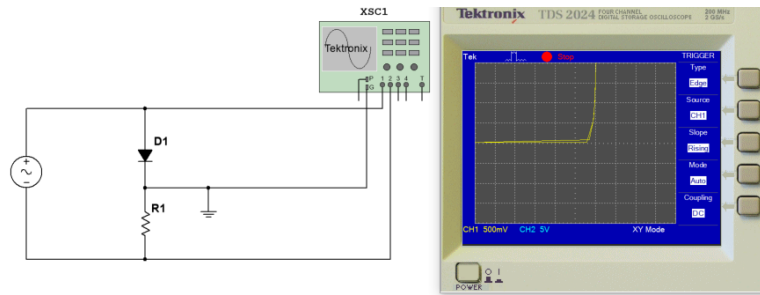 XSC1
Tektronix
P
G
1 2 3 4 T
D1
R1
Tektronix TDS 2024 FOUR CHANNEL DIGITAL STORAGE OSCILLOSCOPE 200 MHz 2 GS/s
Tek Stop TRIGGER
Type
Edge
Source
CH1
Slope
Rising
Mode
Auto
Coupling
DC
CH1 500mV CH2 5V XY Mode
POWER